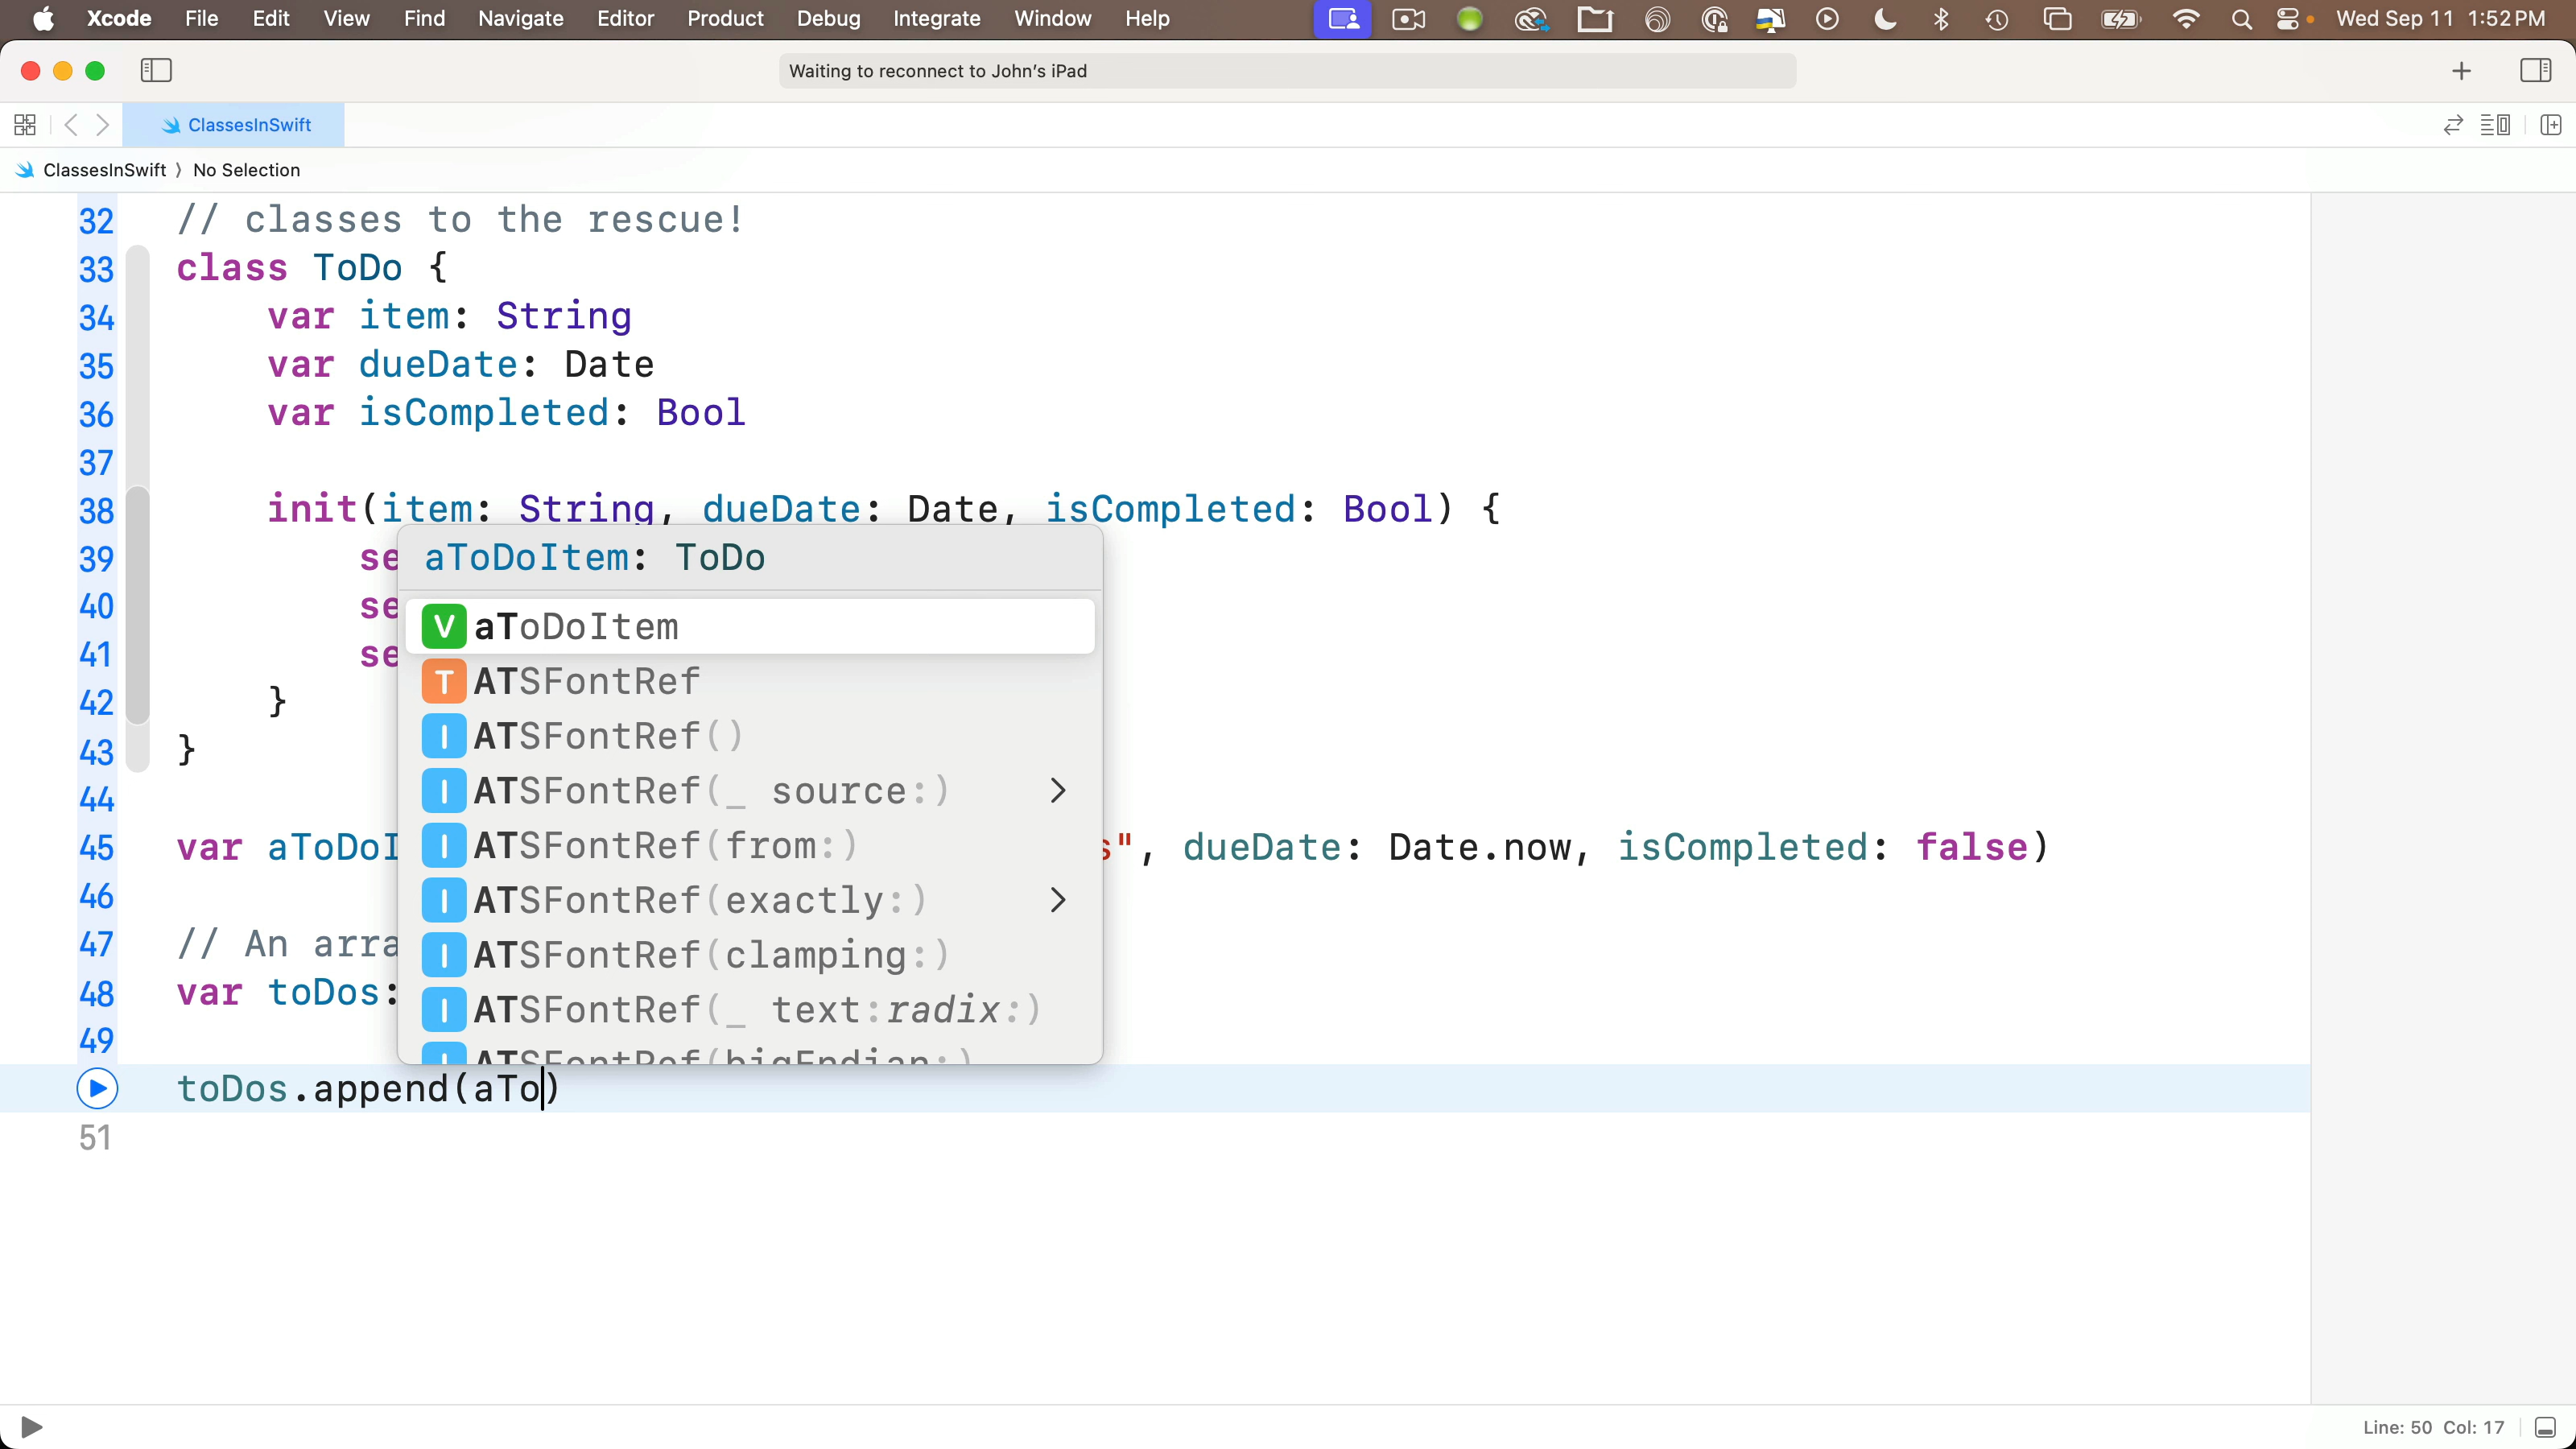 Xcode File Edit View Find Navigate Editor Product Debug Integrate Window Help Wed Sep 11 1:52 PM
Waiting to reconnect to John's iPad
ClassesInSwift
ClassesInSwift 〉 No Selection
32 // classes to the rescue!
33 class ToDo {
34 var item: String
35 var dueDate: Date
36 var isCompleted: Bool
37
38 init(item: String, dueDate: Date, isCompleted: Bool) {
39 se
40 se
41 se
42 }
43 }
44
45 var aToDoI s", dueDate: Date.now, isCompleted: false)
46
47 // An arra
48 var toDos:
49
toDos.append(aTo)
51
aToDoItem: ToDo
V aToDoItem
T ATSFontRef
I ATSFontRef()
I ATSFontRef(_ source:)
I ATSFontRef(from:)
I ATSFontRef(exactly:)
I ATSFontRef(clamping:)
I ATSFontRef(_ text:radix:)
I ATSFontRef(bigEndian:)
Line: 50 Col: 17